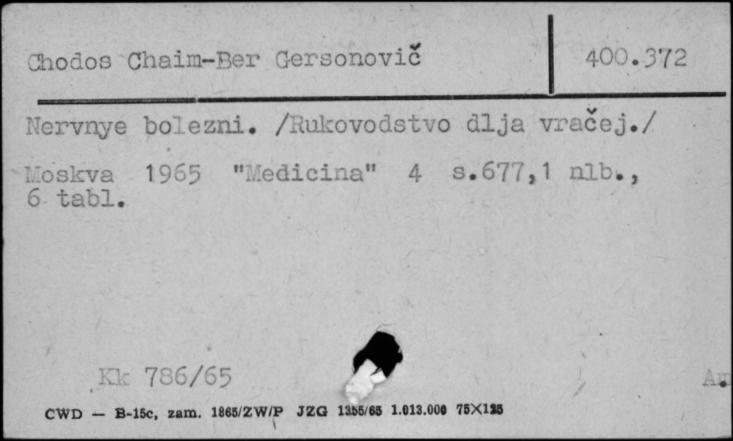 Chodos Chaim-Ber Gersonovič 400.372
Nervnye bolezni. /Rukovodstvo dlja vračej./
Moskva 1965 "Medicina" 4 s.677,1 nlb.,
6 tabl.
Kk 786/65
CWD — B-15c, zam. 1865/ZW/P JZG 1355/65 1.013.000 75X125